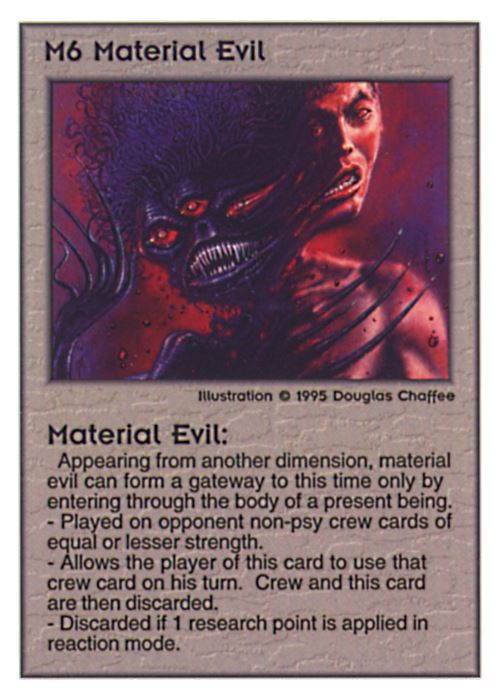 M6 Material Evil
Illustration © 1995 Douglas Chaffee
Material Evil:
Appearing from another dimension, material
evil can form a gateway to this time only by
entering through the body of a present being.
- Played on opponent non-psy crew cards of
equal or lesser strength.
- Allows the player of this card to use that
crew card on his turn. Crew and this card
are then discarded.
- Discarded if 1 research point is applied in
reaction mode.